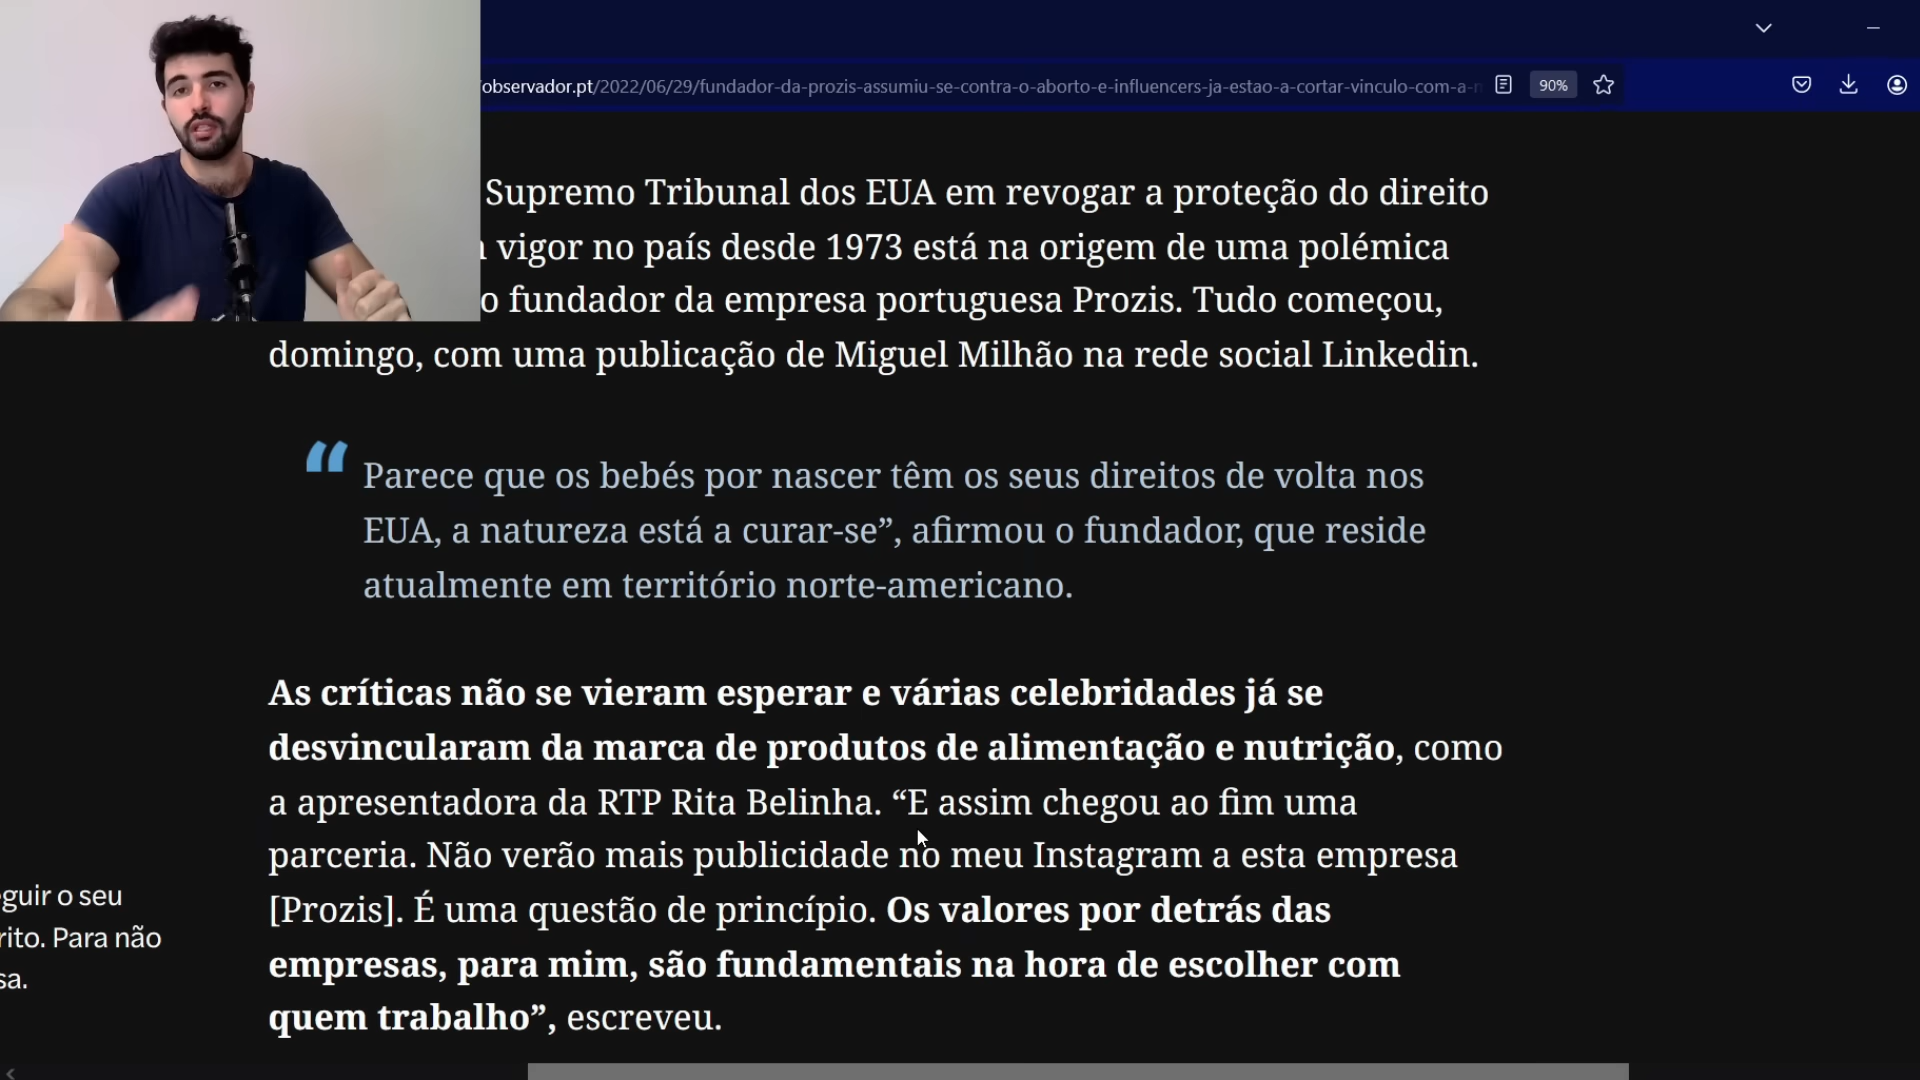 observador.pt/2022/06/29/fundador-da-prozis-assumiu-se-contra-o-aborto-e-influencers-ja-estao-a-cortar-vinculo-com-a-
90%
Supremo Tribunal dos EUA em revogar a proteção do direito
vigor no país desde 1973 está na origem de uma polémica
o fundador da empresa portuguesa Prozis. Tudo começou,
domingo, com uma publicação de Miguel Milhão na rede social Linkedin.
“ Parece que os bebés por nascer têm os seus direitos de volta nos
EUA, a natureza está a curar-se”, afirmou o fundador, que reside
atualmente em território norte-americano.
As críticas não se vieram esperar e várias celebridades já se
desvincularam da marca de produtos de alimentação e nutrição, como
a apresentadora da RTP Rita Belinha. “E assim chegou ao fim uma
parceria. Não verão mais publicidade no meu Instagram a esta empresa
[Prozis]. É uma questão de princípio. Os valores por detrás das
empresas, para mim, são fundamentais na hora de escolher com
quem trabalho”, escreveu.
guir o seu
rito. Para não
sa.